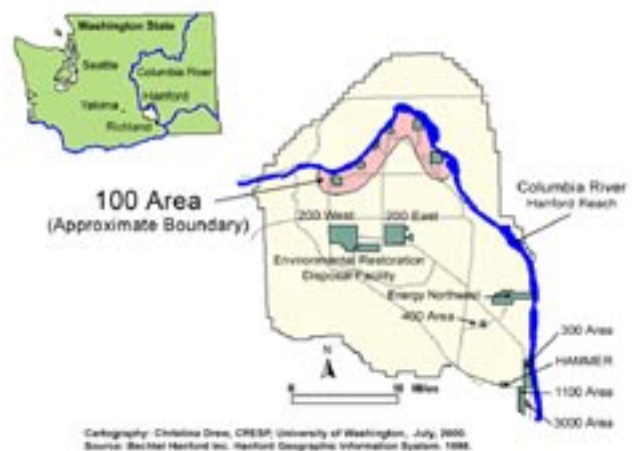 Washington State
Seattle
Columbia River
Yakima
Hanford
Richland
100 Area
(Approximate Boundary)
Columbia River
Hanford Reach
200 West
200 East
Environmental Restoration
Disposal Facility
Energy Northwest
400 Area
300 Area
HAMMER
1100 Area
3000 Area
N
0
10 Miles
Cartography: Christina Drew, CRESP, University of Washington, July, 2000.
Source: Bechtel Hanford Inc. Hanford Geographic Information System. 1998.